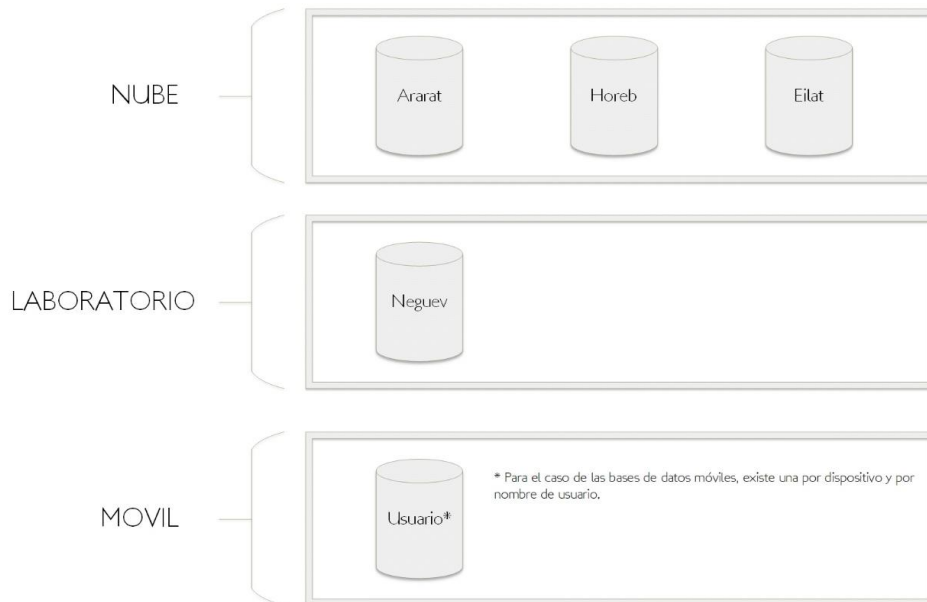 NUBE
Ararat
Horeb
Eilat
LABORATORIO
Neguev
MOVIL
Usuario*
* Para el caso de las bases de datos móviles, existe una por dispositivo y por
nombre de usuario.